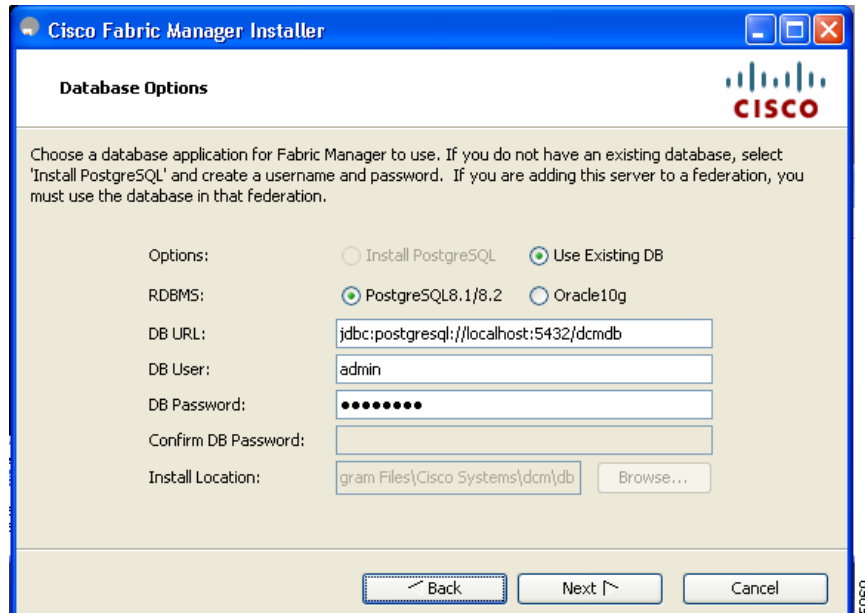 Cisco Fabric Manager Installer
Database Options
CISCO
Choose a database application for Fabric Manager to use. If you do not have an existing database, select
'Install PostgreSQL' and create a username and password. If you are adding this server to a federation, you
must use the database in that federation.
Options: Install PostgreSQL Use Existing DB
RDBMS: PostgreSQL8.1/8.2 Oracle10g
DB URL: jdbc:postgresql://localhost:5432/dcmdb
DB User: admin
DB Password: ●●●●●●●●
Confirm DB Password:
Install Location: gram Files\Cisco Systems\dcm\db Browse...
Back Next Cancel